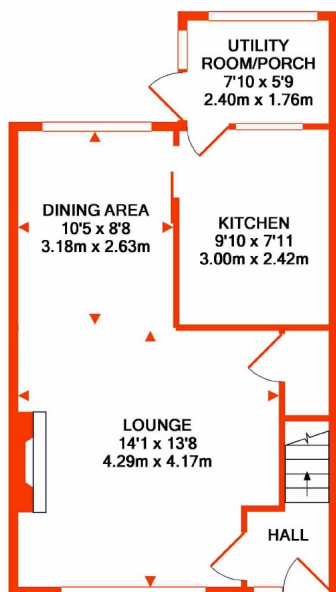 UTILITY
ROOM/PORCH
7'10 x 5'9
2.40m x 1.76m
DINING AREA
10'5 x 8'8
3.18m x 2.63m
KITCHEN
9'10 x 7'11
3.00m x 2.42m
LOUNGE
14'1 x 13'8
4.29m x 4.17m
HALL